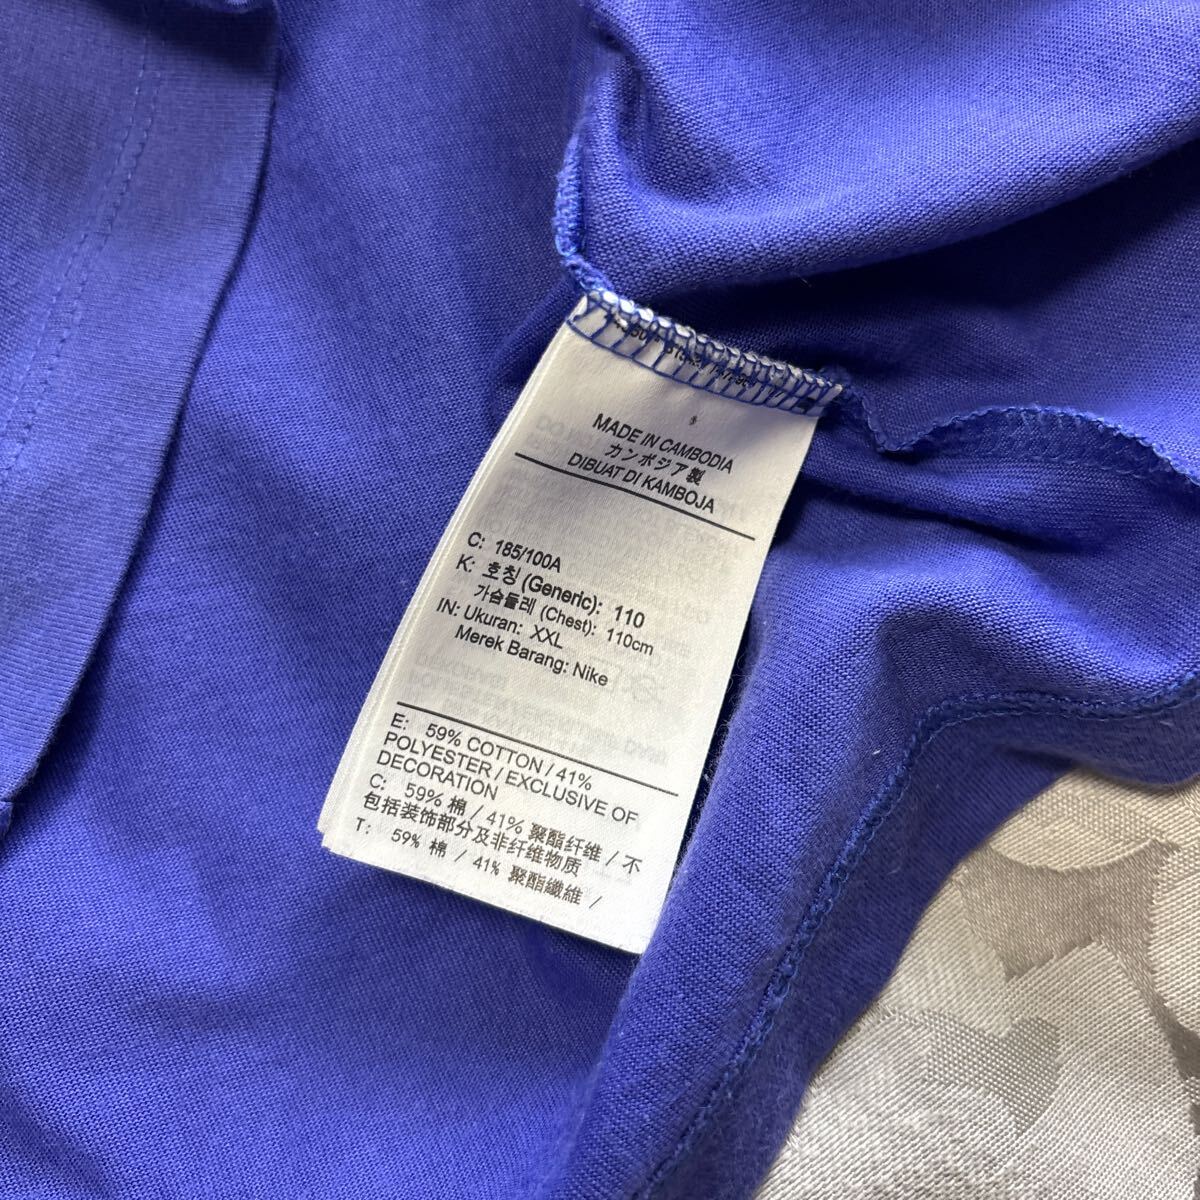 MADE IN CAMBODIA
カンボジア製
DIBUAT DI KAMBOJA
C: 185/100A
K: 호칭 (Generic): 110
가슴둘레 (Chest): 110cm
IN: Ukuran: XXL
Merek Barang: Nike
E: 59% COTTON / 41%
POLYESTER / EXCLUSIVE OF
DECORATION
C: 59% 棉 / 41% 聚酯纤维 / 不
包括装饰部分及非纤维物质
T: 59% 棉 / 41% 聚酯纖維 /